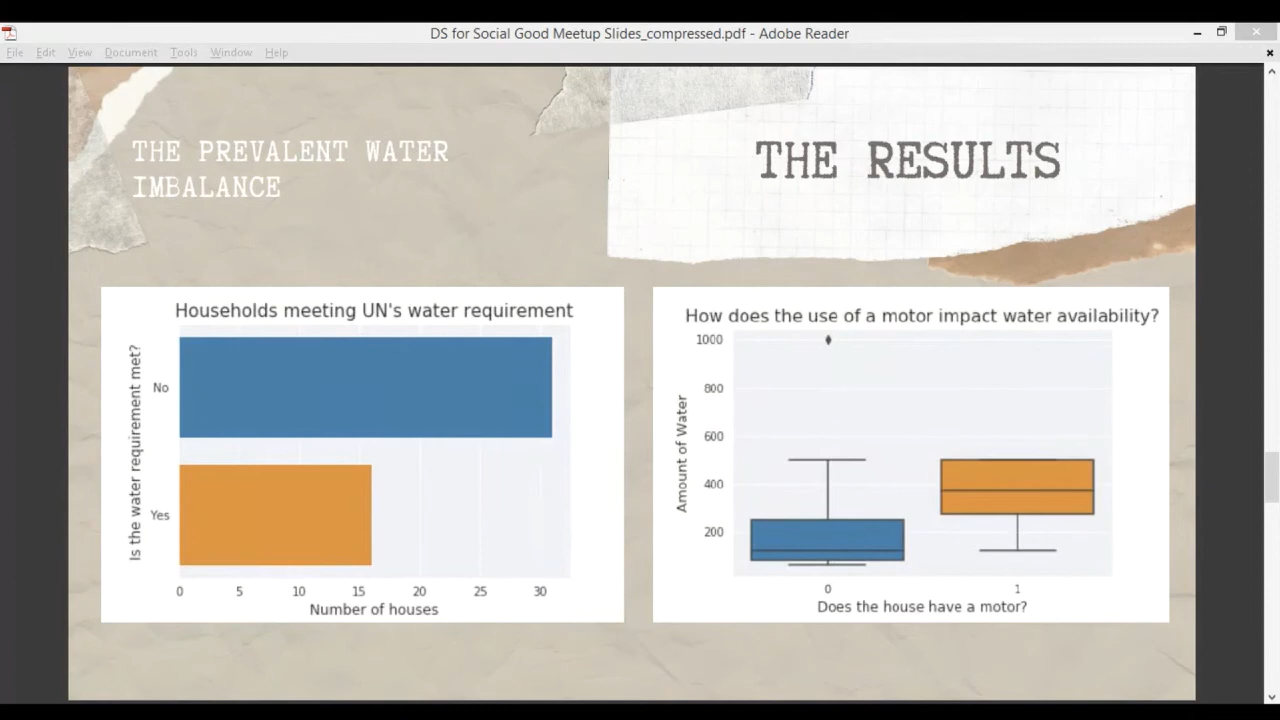 DS for Social Good Meetup Slides_compressed.pdf - Adobe Reader
File Edit View Document Tools Window Help
THE PREVALENT WATER
IMBALANCE
THE RESULTS
Households meeting UN's water requirement
Is the water requirement met?
No
Yes
0 5 10 15 20 25 30
Number of houses
How does the use of a motor impact water availability?
Amount of Water
1000
800
600
400
200
0 1
Does the house have a motor?